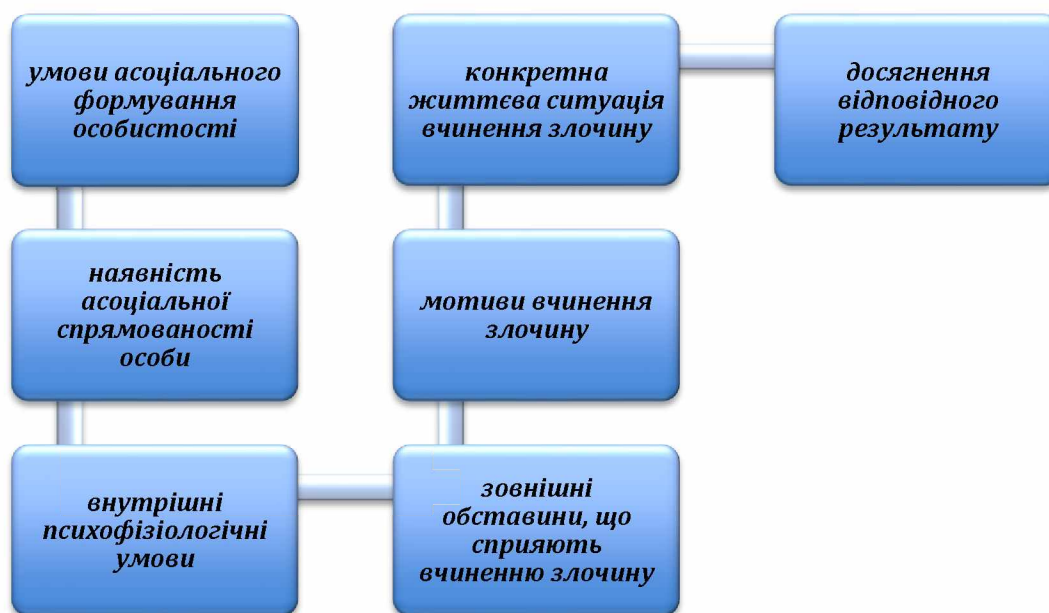 умови асоціального
формування
особистості
наявність
асоціальної
спрямованості
особи
внутрішні
психофізіологічні
умови
зовнішні
обставини, що
сприяють
вчиненню злочину
мотиви вчинення
злочину
конкретна
життєва ситуація
вчинення злочину
досягнення
відповідного
результату